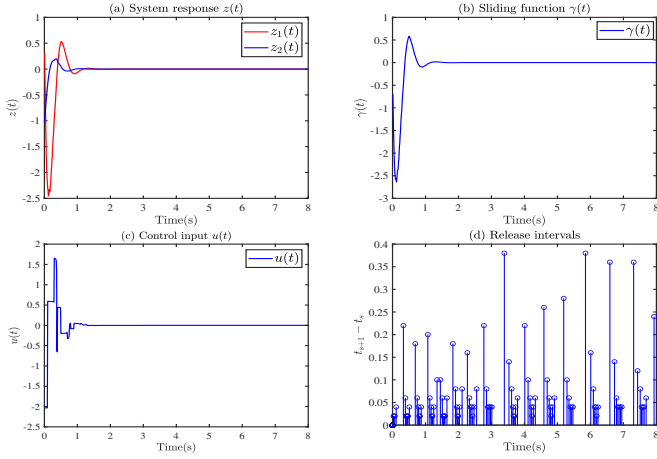 (a) System response z(t)
1
0.5
0
-0.5
-1
-1.5
-2
-2.5
z(t)
z₁(t)
z₂(t)
0 1 2 3 4 5 6 7 8
Time(s)
(b) Sliding function γ(t)
1
0.5
0
-0.5
-1
-1.5
-2
-2.5
-3
γ(t)
γ(t)
0 1 2 3 4 5 6 7 8
Time(s)
(c) Control input u(t)
2
1.5
1
0.5
0
-0.5
-1
-1.5
-2
-2.5
u(t)
u(t)
0 1 2 3 4 5 6 7 8
Time(s)
(d) Release intervals
0.4
0.35
0.3
0.25
0.2
0.15
0.1
0.05
0
tₛ₊₁ − tₛ
0 1 2 3 4 5 6 7 8
Time(s)